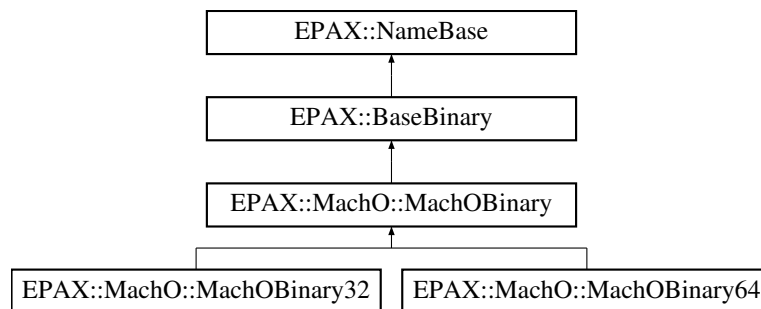 EPAX::NameBase
EPAX::BaseBinary
EPAX::MachO::MachOBinary
EPAX::MachO::MachOBinary32
EPAX::MachO::MachOBinary64